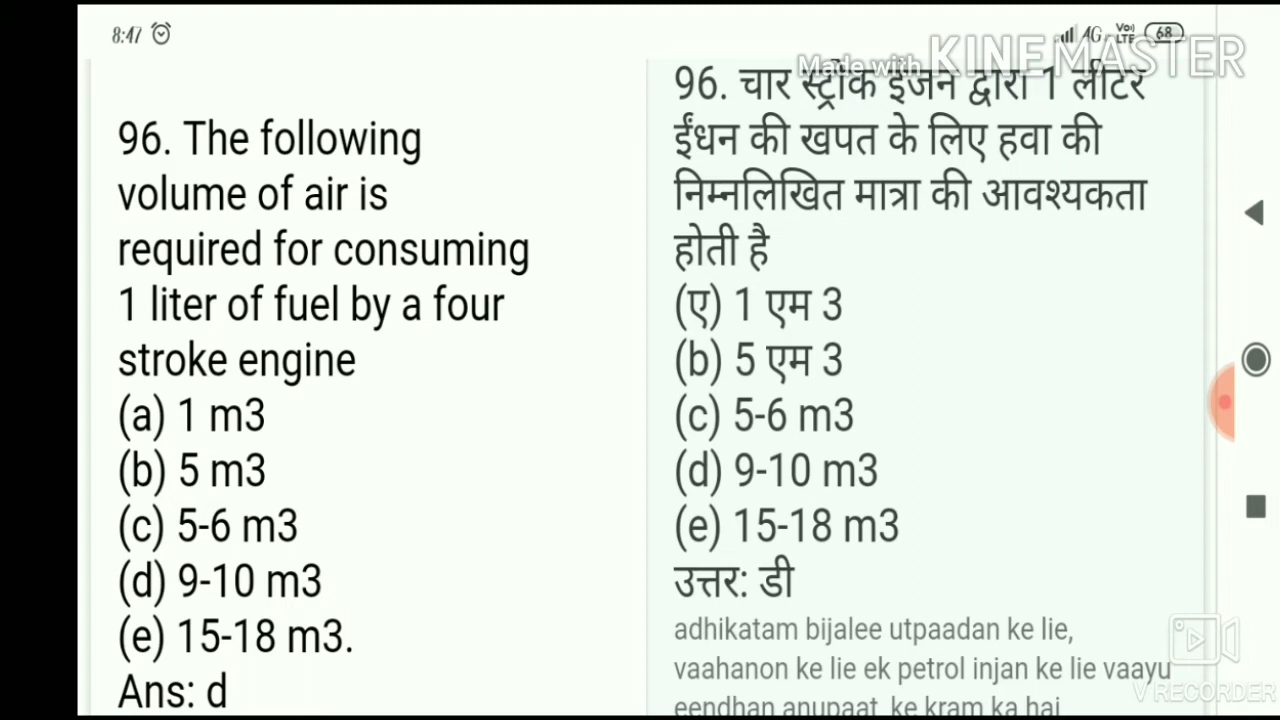 8:47
4G Vo) LTE 68
Made with KINEMASTER
96. The following
volume of air is
required for consuming
1 liter of fuel by a four
stroke engine
(a) 1 m3
(b) 5 m3
(c) 5-6 m3
(d) 9-10 m3
(e) 15-18 m3.
Ans: d
96. चार स्ट्रोक इंजन द्वारा 1 लीटर
ईंधन की खपत के लिए हवा की
निम्नलिखित मात्रा की आवश्यकता
होती है
(ए) 1 एम 3
(b) 5 एम 3
(c) 5-6 m3
(d) 9-10 m3
(e) 15-18 m3
उत्तर: डी
adhikatam bijalee utpaadan ke lie,
vaahanon ke lie ek petrol injan ke lie vaayu
eendhan anupaat ke kram ka hai
V RECORDER